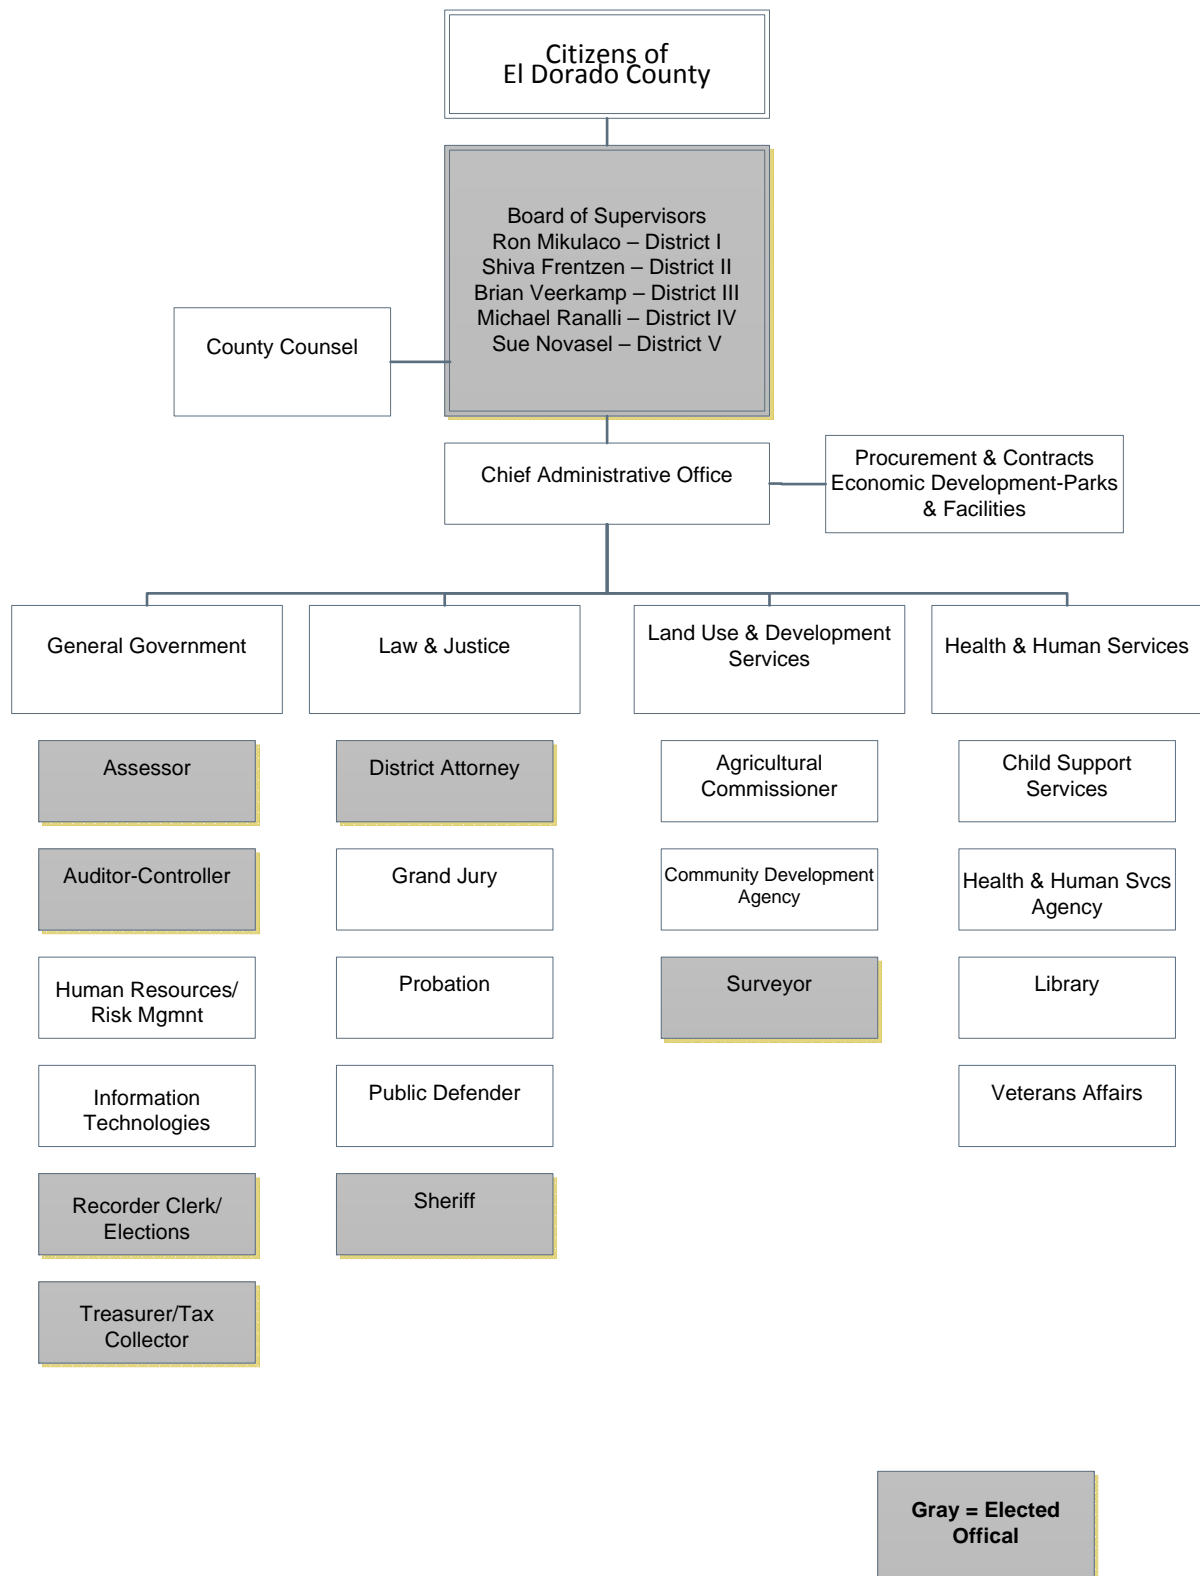 Citizens of
El Dorado County
Board of Supervisors
Ron Mikulaco – District I
Shiva Frentzen – District II
Brian Veerkamp – District III
Michael Ranalli – District IV
Sue Novasel – District V
County Counsel
Chief Administrative Office
Procurement & Contracts
Economic Development-Parks
& Facilities
General Government
Law & Justice
Land Use & Development
Services
Health & Human Services
Assessor
Auditor-Controller
Human Resources/
Risk Mgmnt
Information
Technologies
Recorder Clerk/
Elections
Treasurer/Tax
Collector
District Attorney
Grand Jury
Probation
Public Defender
Sheriff
Agricultural
Commissioner
Community Development
Agency
Surveyor
Child Support
Services
Health & Human Svcs
Agency
Library
Veterans Affairs
Gray = Elected
Offical